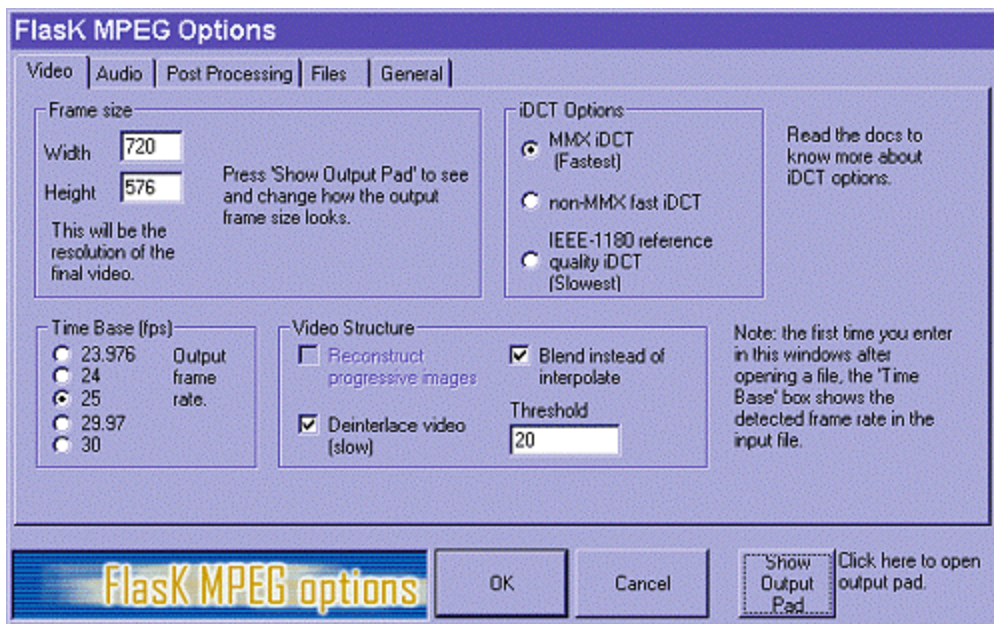 FlasK MPEG Options
Video
Audio
Post Processing
Files
General
Frame size
Width
720
Height
576
This will be the
resolution of the
final video.
Press 'Show Output Pad' to see
and change how the output
frame size looks.
iDCT Options
MMX iDCT
(Fastest)
non-MMX fast iDCT
IEEE-1180 reference
quality iDCT
(Slowest)
Read the docs to
know more about
iDCT options.
Time Base (fps)
23.976
24
25
29.97
30
Output
frame
rate.
Video Structure
Reconstruct
progressive images
Deinterlace video
(slow)
Blend instead of
interpolate
Threshold
20
Note: the first time you enter
in this windows after
opening a file, the 'Time
Base' box shows the
detected frame rate in the
input file.
FlasK MPEG options
OK
Cancel
Show
Output
Pad
Click here to open
output pad.